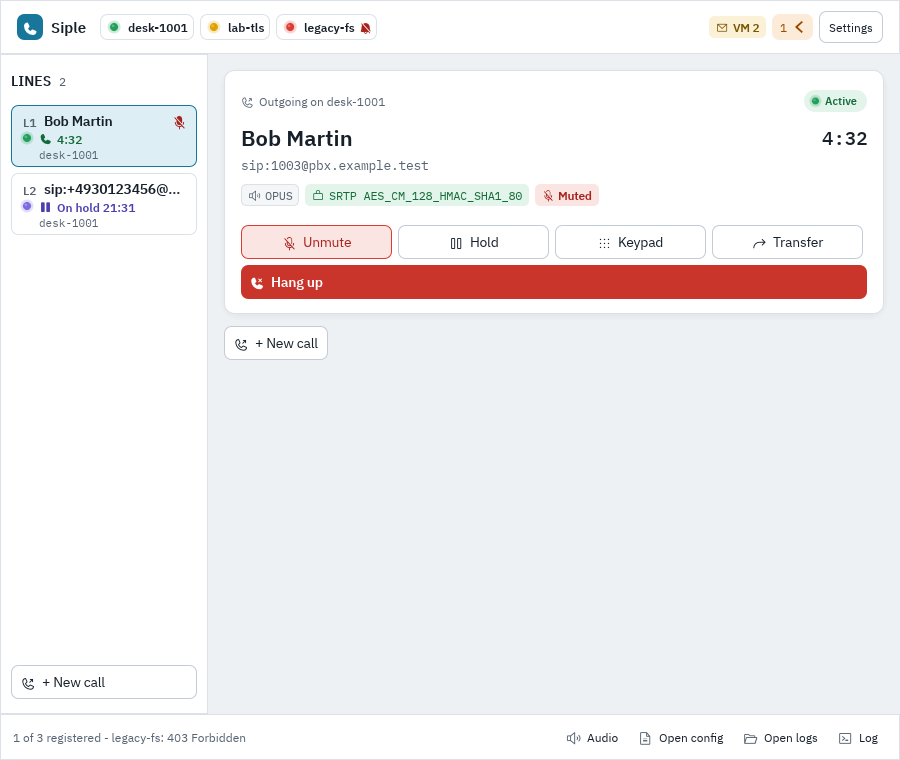 Siple
desk-1001
lab-tls
legacy-fs
VM 2
1
Settings
LINES 2
L1 Bob Martin
4:32
desk-1001
L2 sip:+4930123456@...
On hold 21:31
desk-1001
+ New call
Outgoing on desk-1001
Active
Bob Martin
4:32
sip:1003@pbx.example.test
OPUS
SRTP AES_CM_128_HMAC_SHA1_80
Muted
Unmute
Hold
Keypad
Transfer
Hang up
+ New call
1 of 3 registered - legacy-fs: 403 Forbidden
Audio
Open config
Open logs
Log